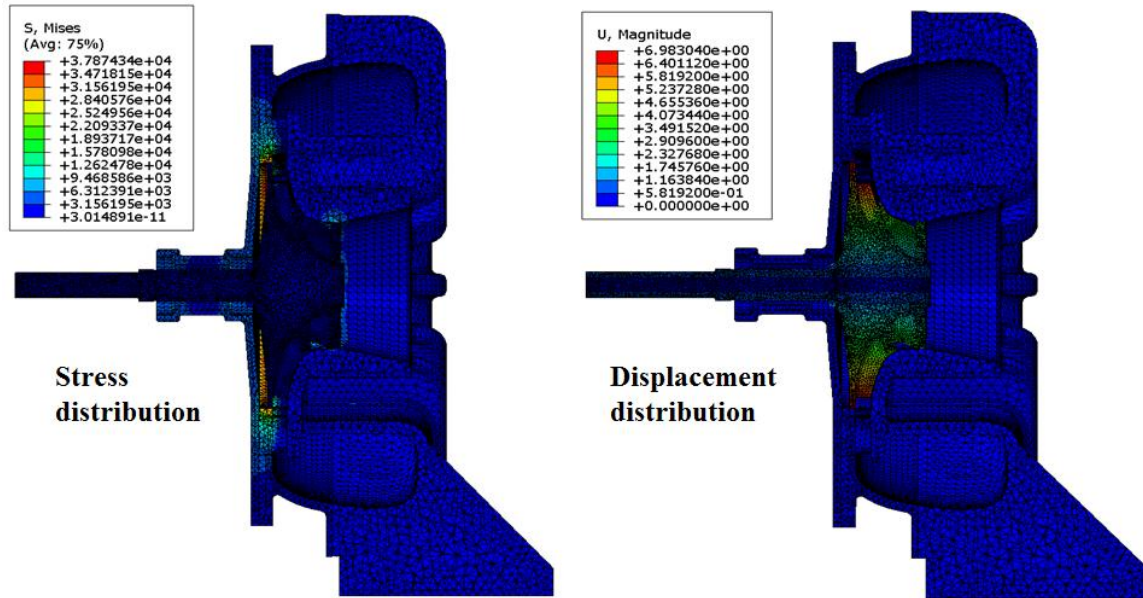 S, Mises
(Avg: 75%)
+3.787434e+04
+3.471815e+04
+3.156195e+04
+2.840576e+04
+2.524956e+04
+2.209337e+04
+1.893717e+04
+1.578098e+04
+1.262478e+04
+9.468586e+03
+6.312391e+03
+3.156195e+03
+3.014891e-11
Stress
distribution
U, Magnitude
+6.983040e+00
+6.401120e+00
+5.819200e+00
+5.237280e+00
+4.655360e+00
+4.073440e+00
+3.491520e+00
+2.909600e+00
+2.327680e+00
+1.745760e+00
+1.163840e+00
+5.819200e-01
+0.000000e+00
Displacement
distribution